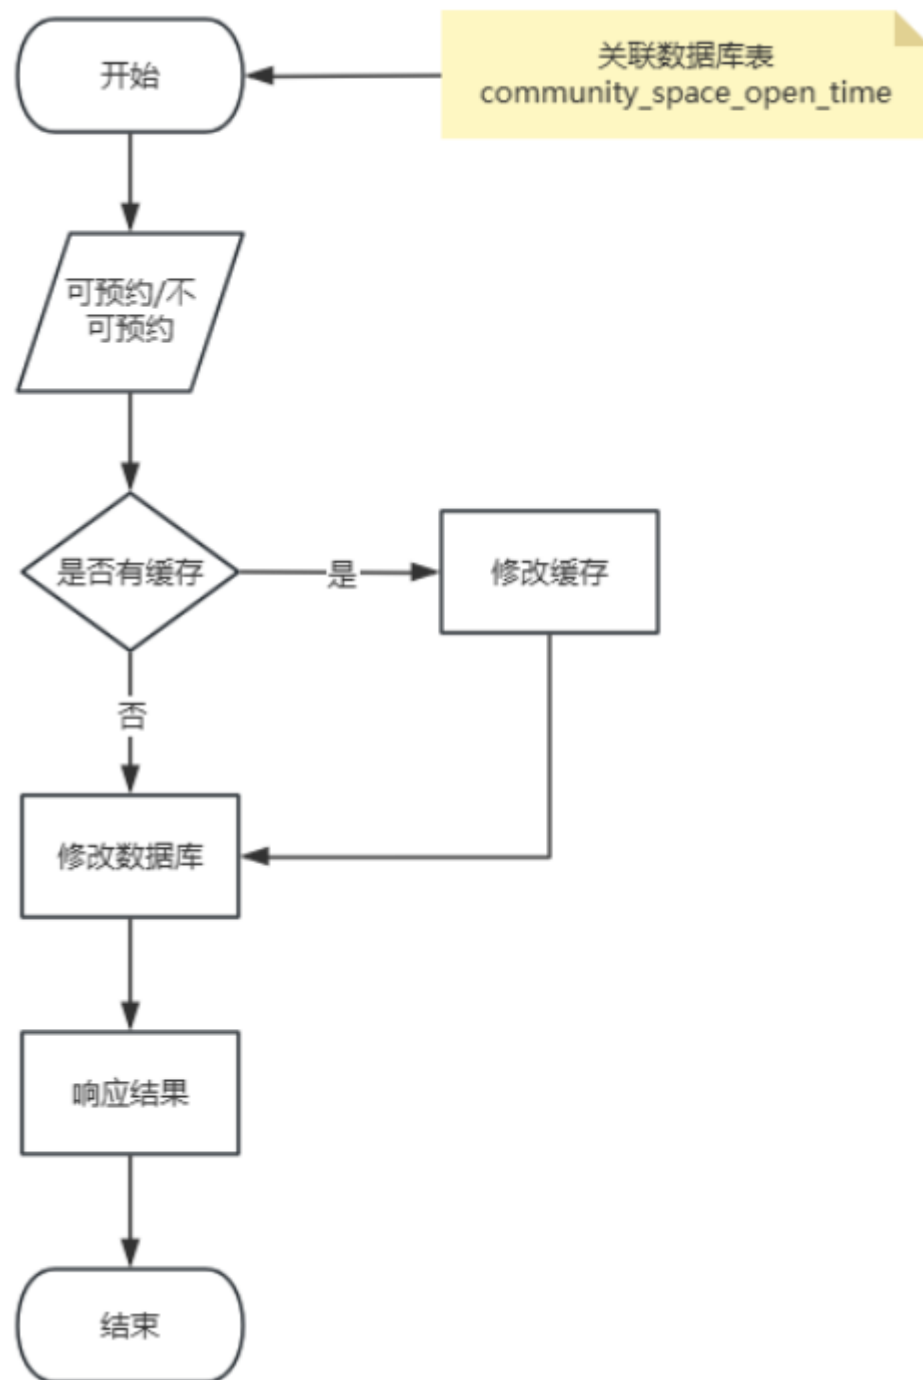 开始
关联数据库表
community_space_open_time
可预约/不
可预约
是否有缓存
是
修改缓存
否
修改数据库
响应结果
结束